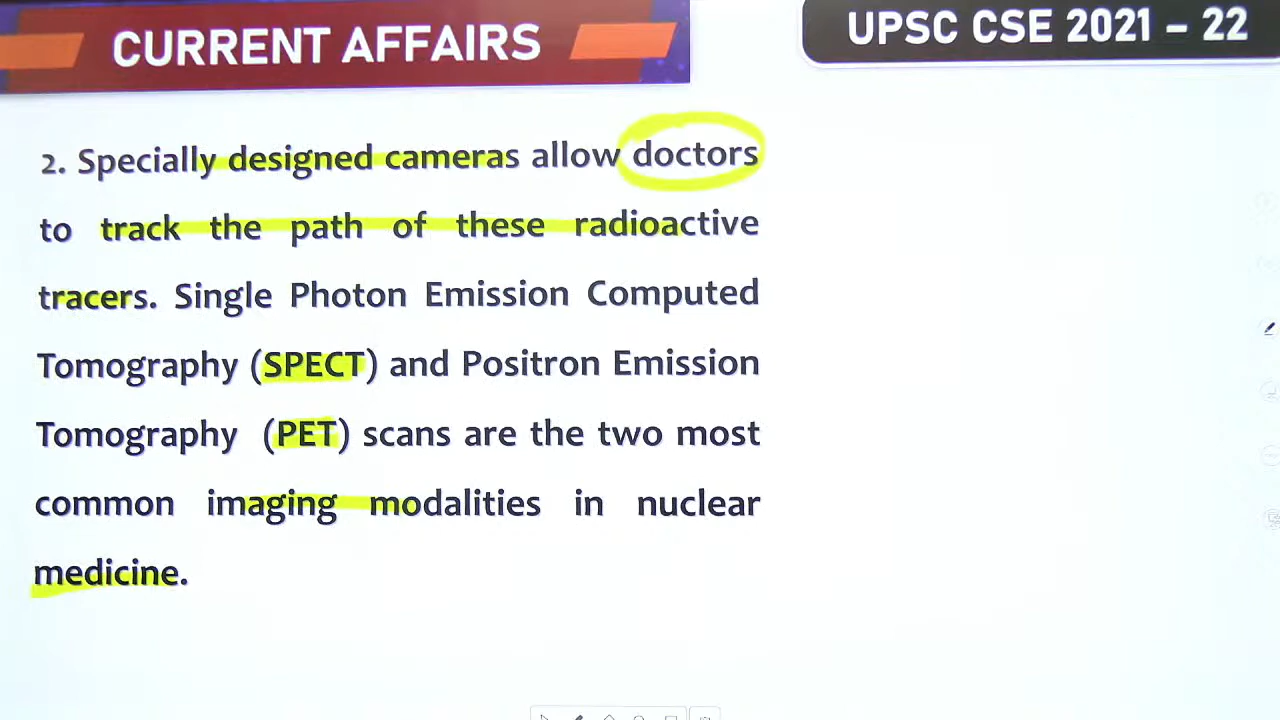 CURRENT AFFAIRS
UPSC CSE 2021 – 22
2. Specially designed cameras allow doctors
to track the path of these radioactive
tracers. Single Photon Emission Computed
Tomography (SPECT) and Positron Emission
Tomography (PET) scans are the two most
common imaging modalities in nuclear
medicine.